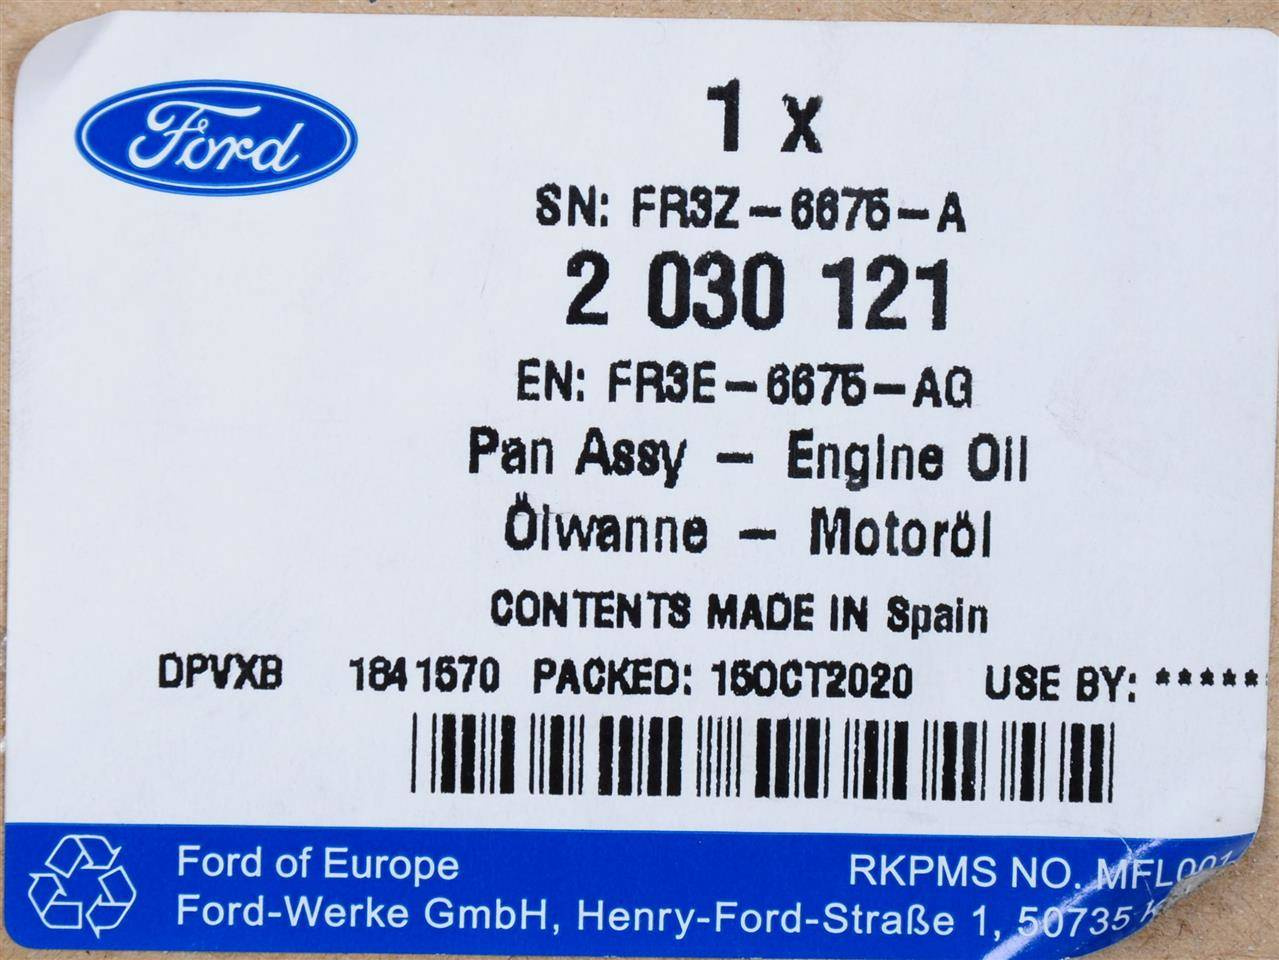 Ford
1 x
SN: FR3Z-6675-A
2 030 121
EN: FR3E-6675-AG
Pan Assy - Engine Oil
Ölwanne - Motoröl
CONTENTS MADE IN Spain
DPVXB 1841570 PACKED: 15OCT2020 USE BY: *****
Ford of Europe RKPMS NO. MFL001
Ford-Werke GmbH, Henry-Ford-Straße 1, 50735